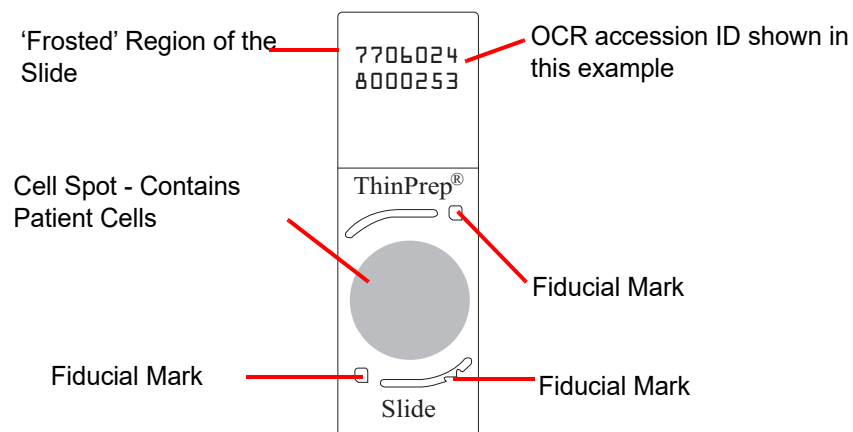 ‘Frosted’ Region of the
Slide
7706024
8000253
OCR accession ID shown in
this example
Cell Spot - Contains
Patient Cells
ThinPrep®
Fiducial Mark
Fiducial Mark
Fiducial Mark
Slide